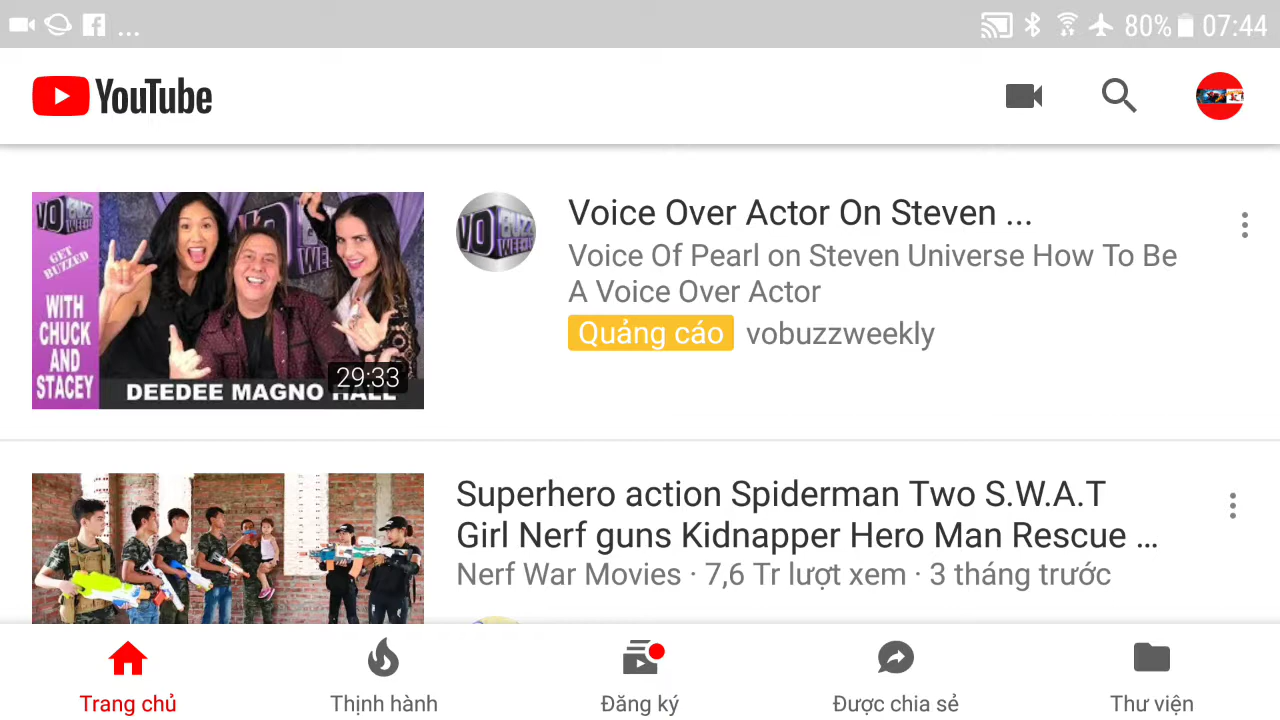 80% 07:44
YouTube
VO BUZZ WEEKLY
GET BUZZED
WITH CHUCK AND STACEY
DEEDEE MAGNO HALL
29:33
Voice Over Actor On Steven ...
Voice Of Pearl on Steven Universe How To Be
A Voice Over Actor
Quảng cáo vobuzzweekly
Superhero action Spiderman Two S.W.A.T
Girl Nerf guns Kidnapper Hero Man Rescue ...
Nerf War Movies · 7,6 Tr lượt xem · 3 tháng trước
Trang chủ
Thịnh hành
Đăng ký
Được chia sẻ
Thư viện